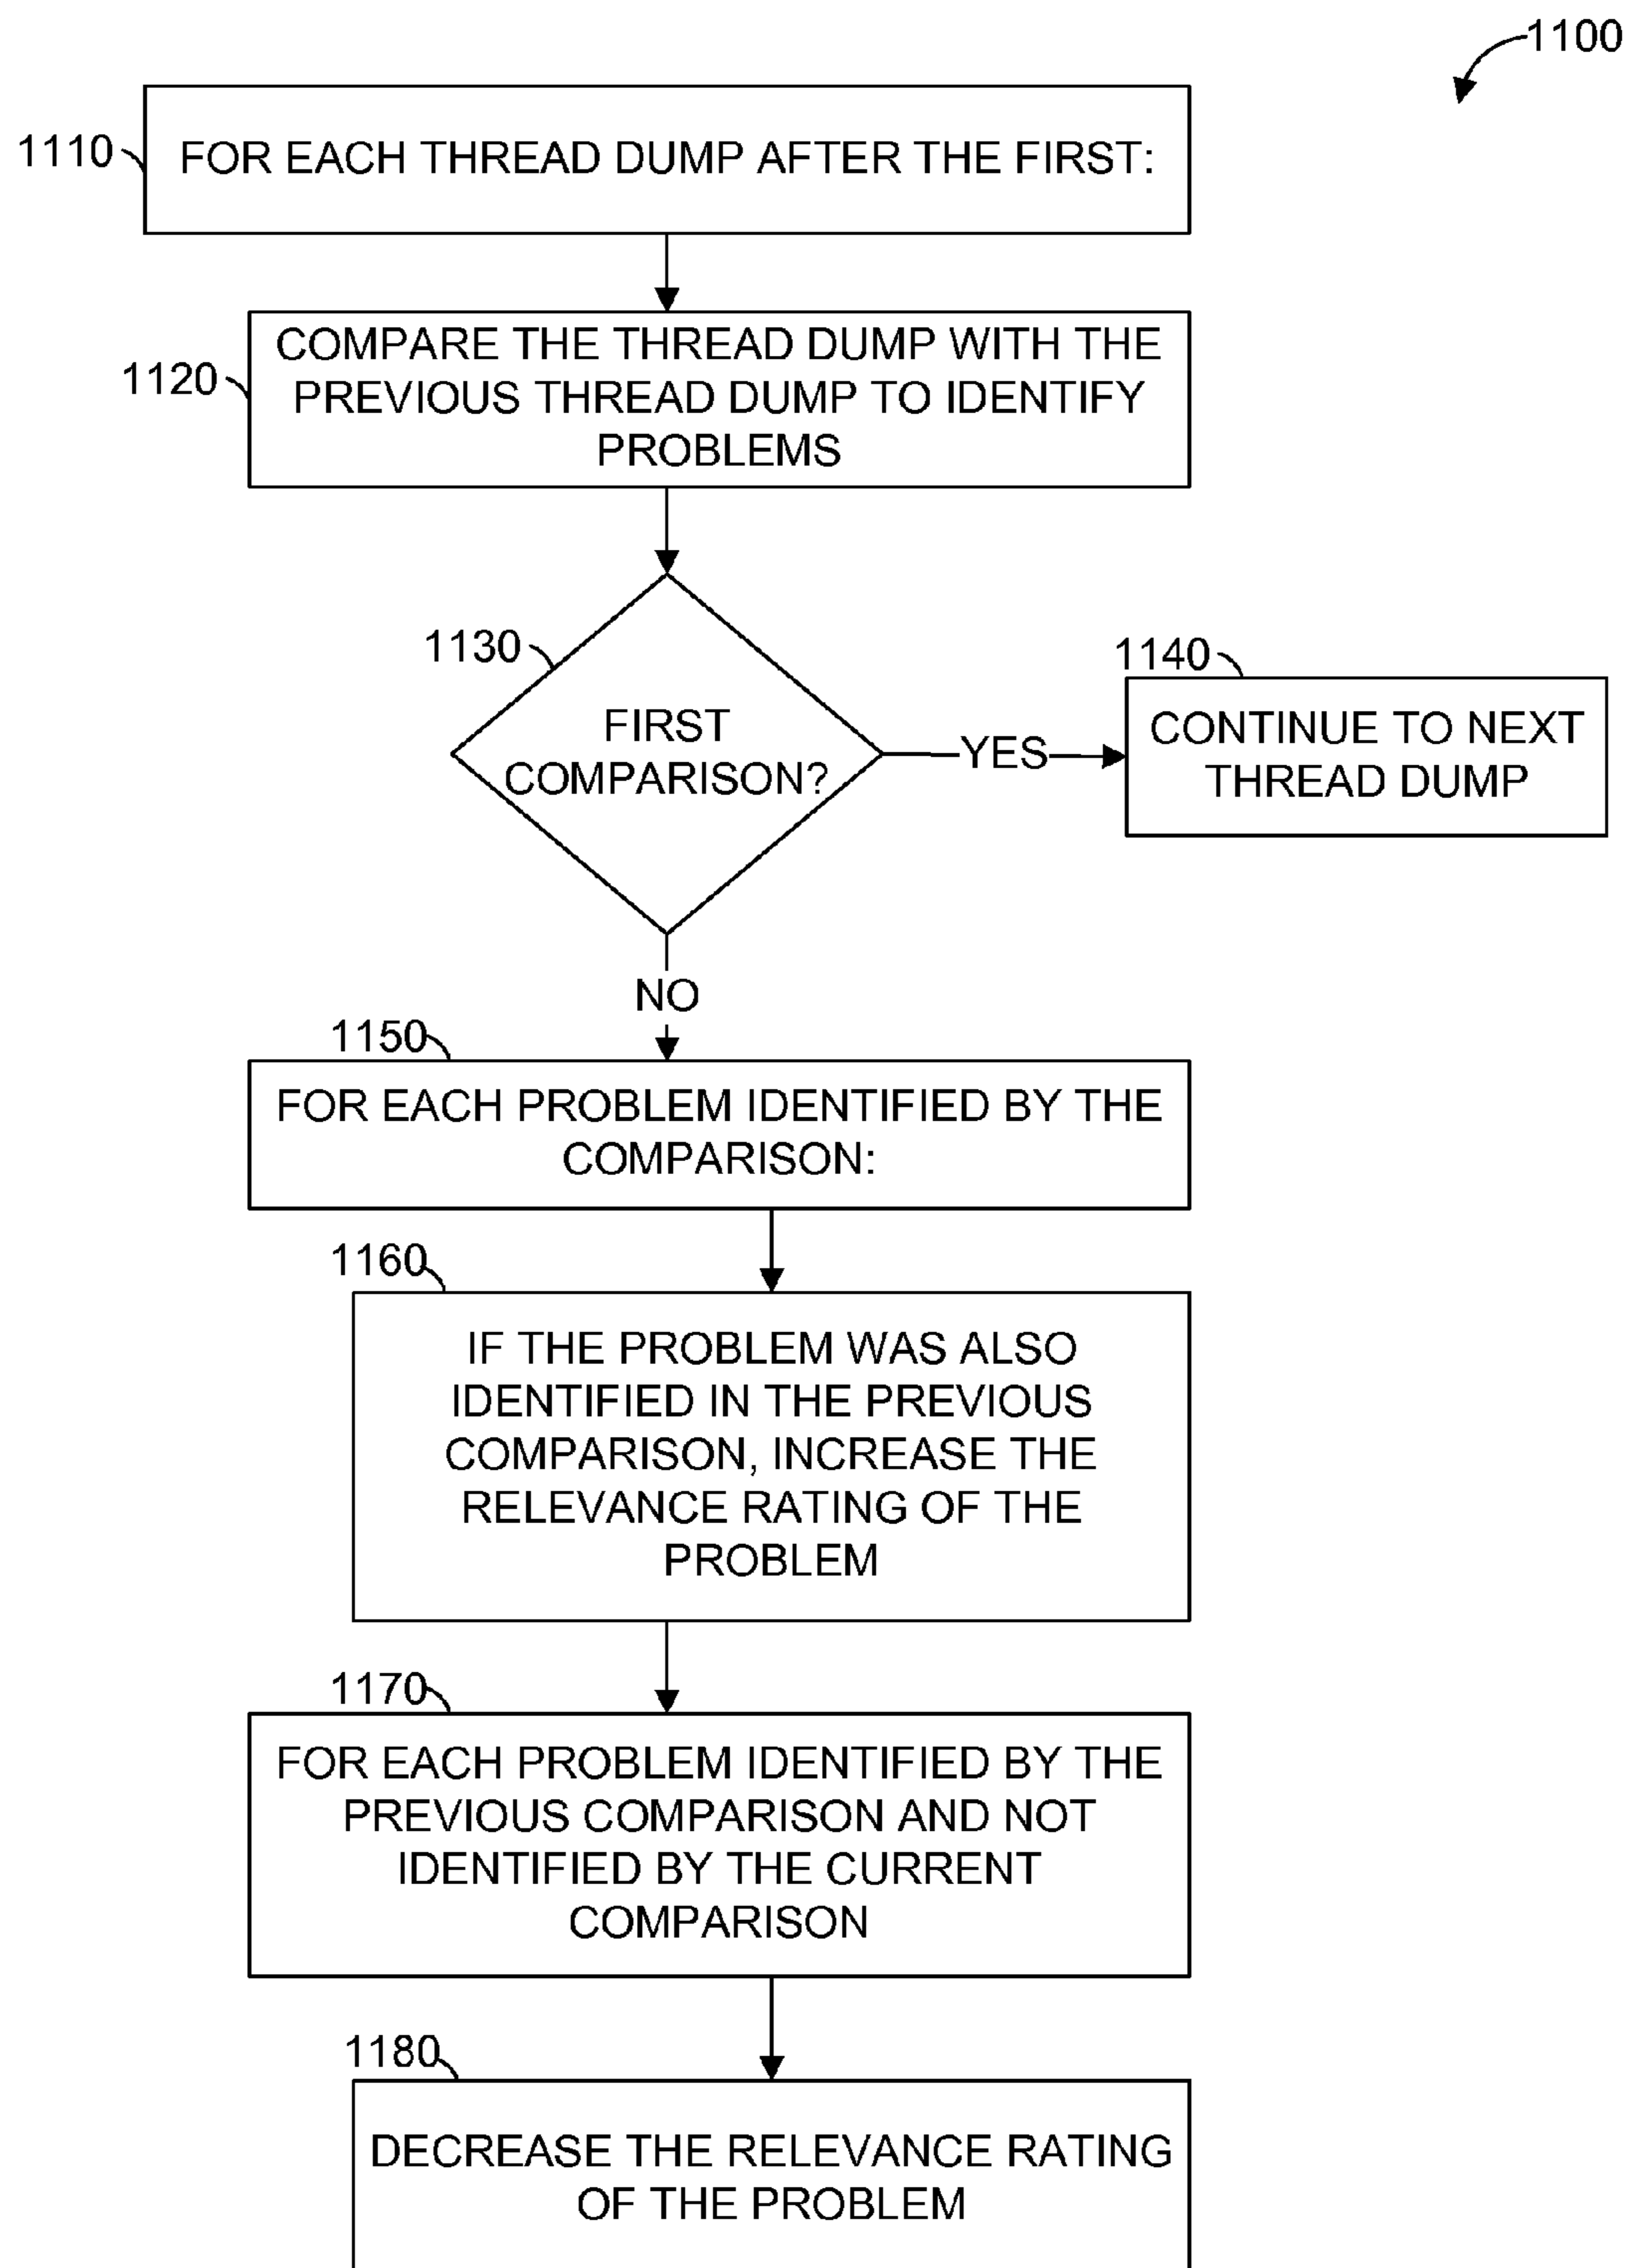 1100
1110
FOR EACH THREAD DUMP AFTER THE FIRST:
1120
COMPARE THE THREAD DUMP WITH THE
PREVIOUS THREAD DUMP TO IDENTIFY
PROBLEMS
1130
FIRST
COMPARISON?
YES
1140
CONTINUE TO NEXT
THREAD DUMP
NO
1150
FOR EACH PROBLEM IDENTIFIED BY THE
COMPARISON:
1160
IF THE PROBLEM WAS ALSO
IDENTIFIED IN THE PREVIOUS
COMPARISON, INCREASE THE
RELEVANCE RATING OF THE
PROBLEM
1170
FOR EACH PROBLEM IDENTIFIED BY THE
PREVIOUS COMPARISON AND NOT
IDENTIFIED BY THE CURRENT
COMPARISON
1180
DECREASE THE RELEVANCE RATING
OF THE PROBLEM